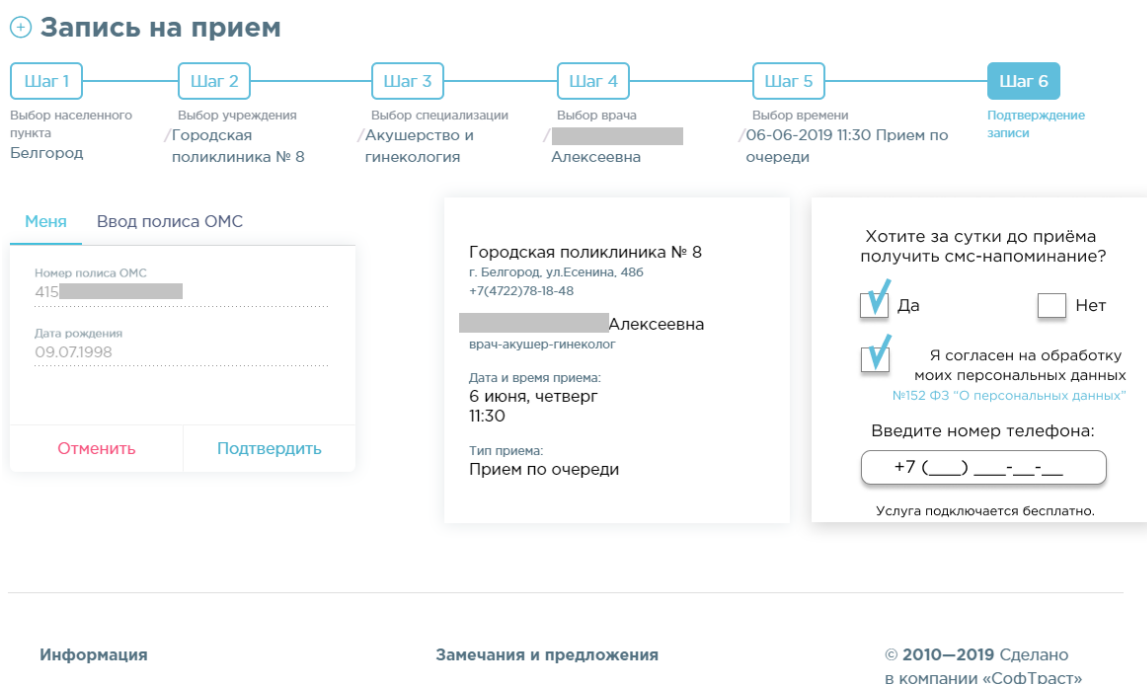 Запись на прием
Шаг 1
Шаг 2
Шаг 3
Шаг 4
Шаг 5
Шаг 6
Выбор населенного
пункта
Белгород
Выбор учреждения
/Городская
поликлиника № 8
Выбор специализации
/Акушерство и
гинекология
Выбор врача
/
Алексеевна
Выбор времени
/06-06-2019 11:30 Прием по
очереди
Подтверждение
записи
Меня
Ввод полиса ОМС
Номер полиса ОМС
415
Дата рождения
09.07.1998
Отменить
Подтвердить
Городская поликлиника № 8
г. Белгород, ул.Есенина, 48б
+7(4722)78-18-48
Алексеевна
врач-акушер-гинеколог
Дата и время приема:
6 июня, четверг
11:30
Тип приема:
Прием по очереди
Хотите за сутки до приёма
получить смс-напоминание?
Да
Нет
Я согласен на обработку
моих персональных данных
№152 ФЗ "О персональных данных"
Введите номер телефона:
+7 (___) ___-__-__
Услуга подключается бесплатно.
Информация
Замечания и предложения
© 2010—2019 Сделано
в компании «СофТраст»